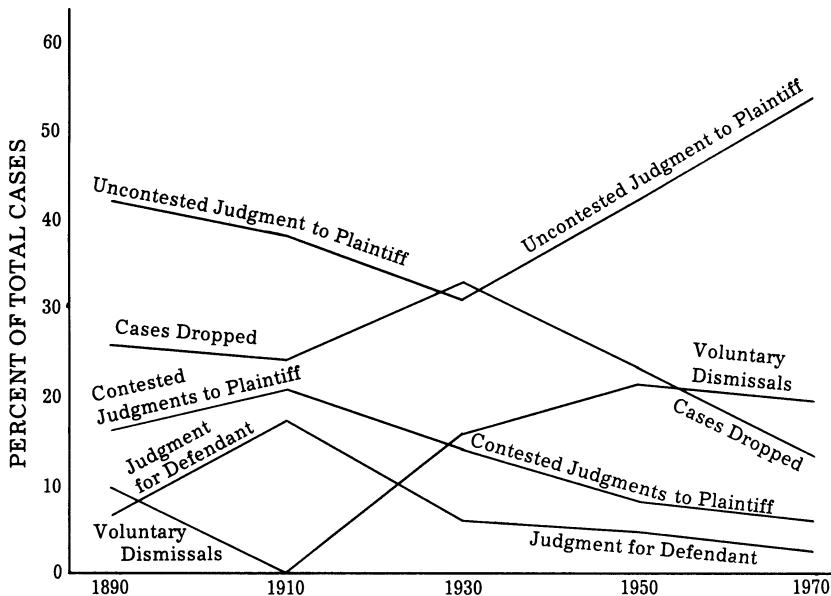 60
50
40
30
20
10
0
PERCENT OF TOTAL CASES
Uncontested Judgment to Plaintiff
Uncontested Judgment to Plaintiff
Cases Dropped
Contested
Judgments to Plaintiff
Judgment
for Defendant
Voluntary
Dismissals
Voluntary
Dismissals
Cases Dropped
Contested Judgments to Plaintiff
Judgment for Defendant
1890
1910
1930
1950
1970